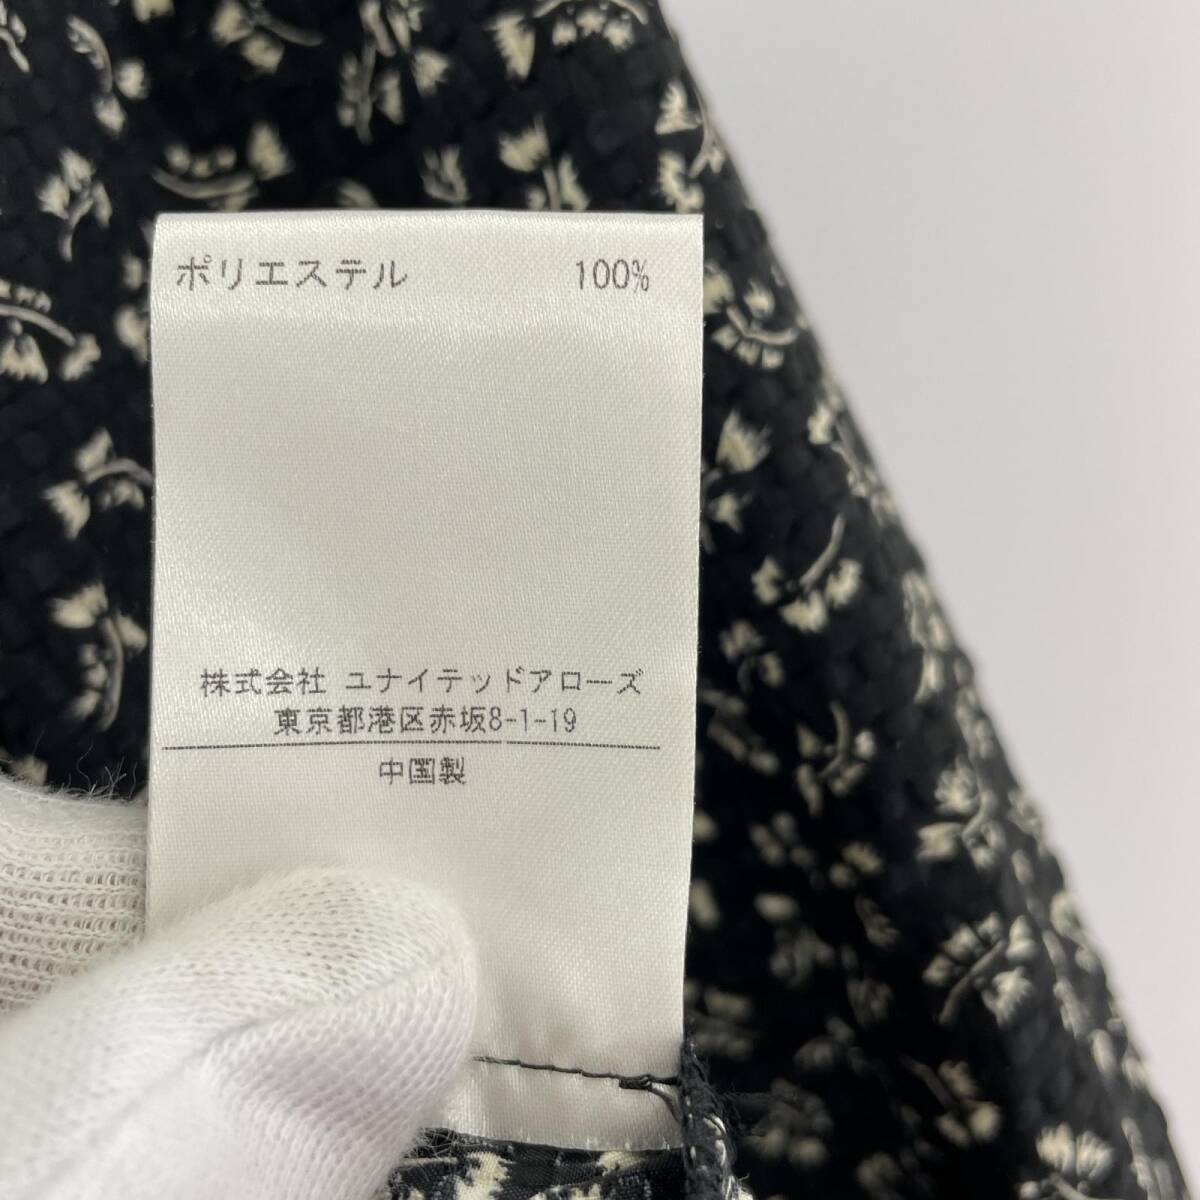 ポリエステル 100%
株式会社 ユナイテッドアローズ
東京都港区赤坂8-1-19
中国製